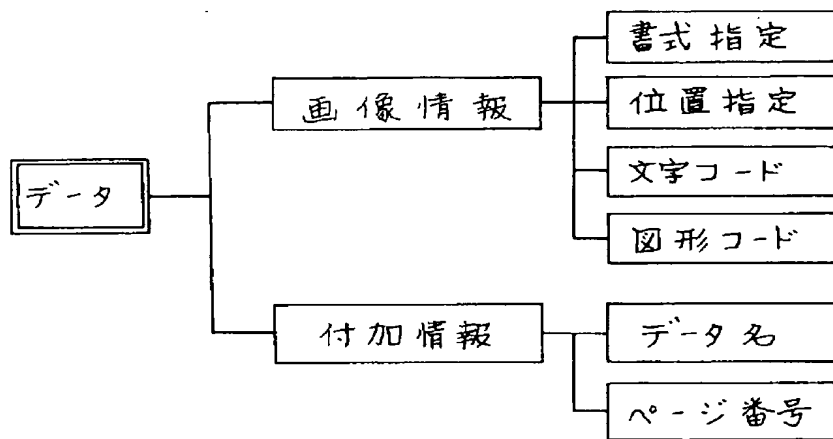 データ
画像情報
書式指定
位置指定
文字コード
図形コード
付加情報
データ名
ページ番号